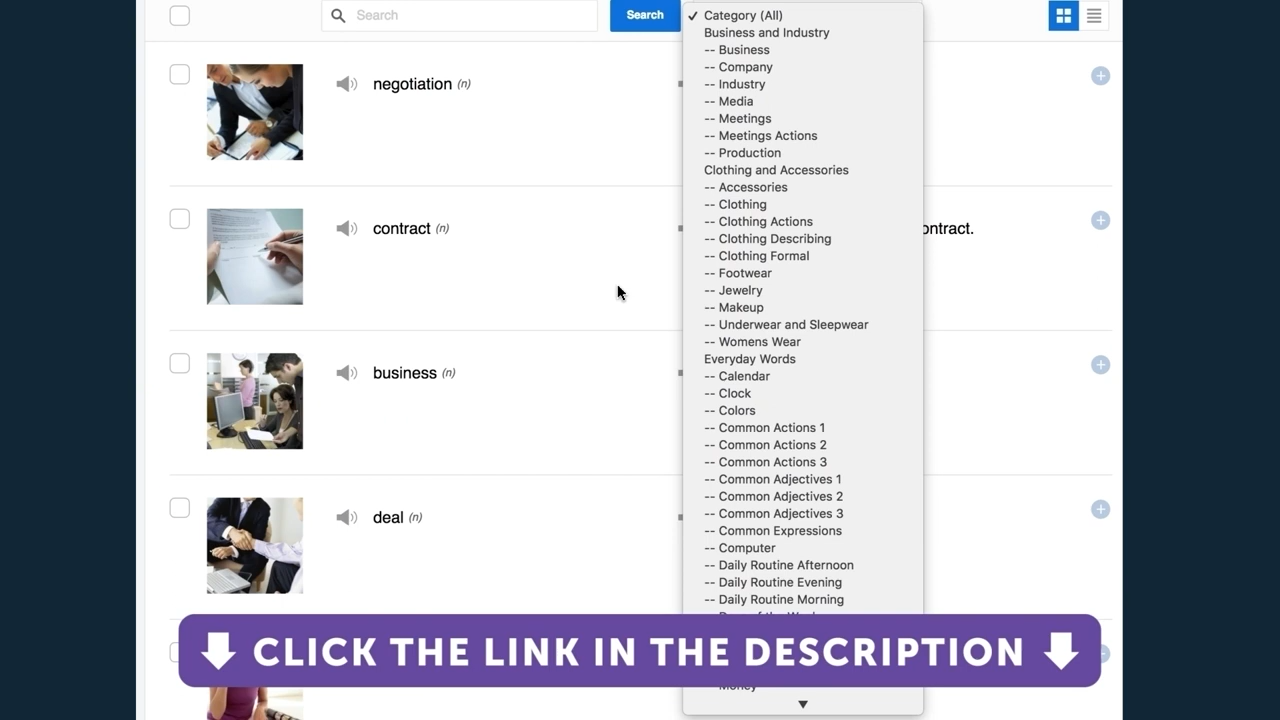 Search
Search
Category (All)
Business and Industry
-- Business
-- Company
-- Industry
-- Media
-- Meetings
-- Meetings Actions
-- Production
Clothing and Accessories
-- Accessories
-- Clothing
-- Clothing Actions
-- Clothing Describing
-- Clothing Formal
-- Footwear
-- Jewelry
-- Makeup
-- Underwear and Sleepwear
-- Womens Wear
Everyday Words
-- Calendar
-- Clock
-- Colors
-- Common Actions 1
-- Common Actions 2
-- Common Actions 3
-- Common Adjectives 1
-- Common Adjectives 2
-- Common Adjectives 3
-- Common Expressions
-- Computer
-- Daily Routine Afternoon
-- Daily Routine Evening
-- Daily Routine Morning
negotiation (n)
contract (n)
ontract.
business (n)
deal (n)
CLICK THE LINK IN THE DESCRIPTION